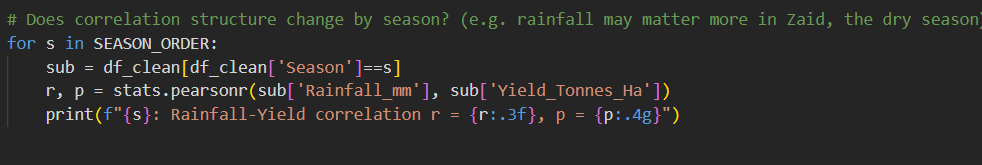 # Does correlation structure change by season? (e.g. rainfall may matter more in Zaid, the dry season)
for s in SEASON_ORDER:
    sub = df_clean[df_clean['Season']==s]
    r, p = stats.pearsonr(sub['Rainfall_mm'], sub['Yield_Tonnes_Ha'])
    print(f"{s}: Rainfall-Yield correlation r = {r:.3f}, p = {p:.4g}")